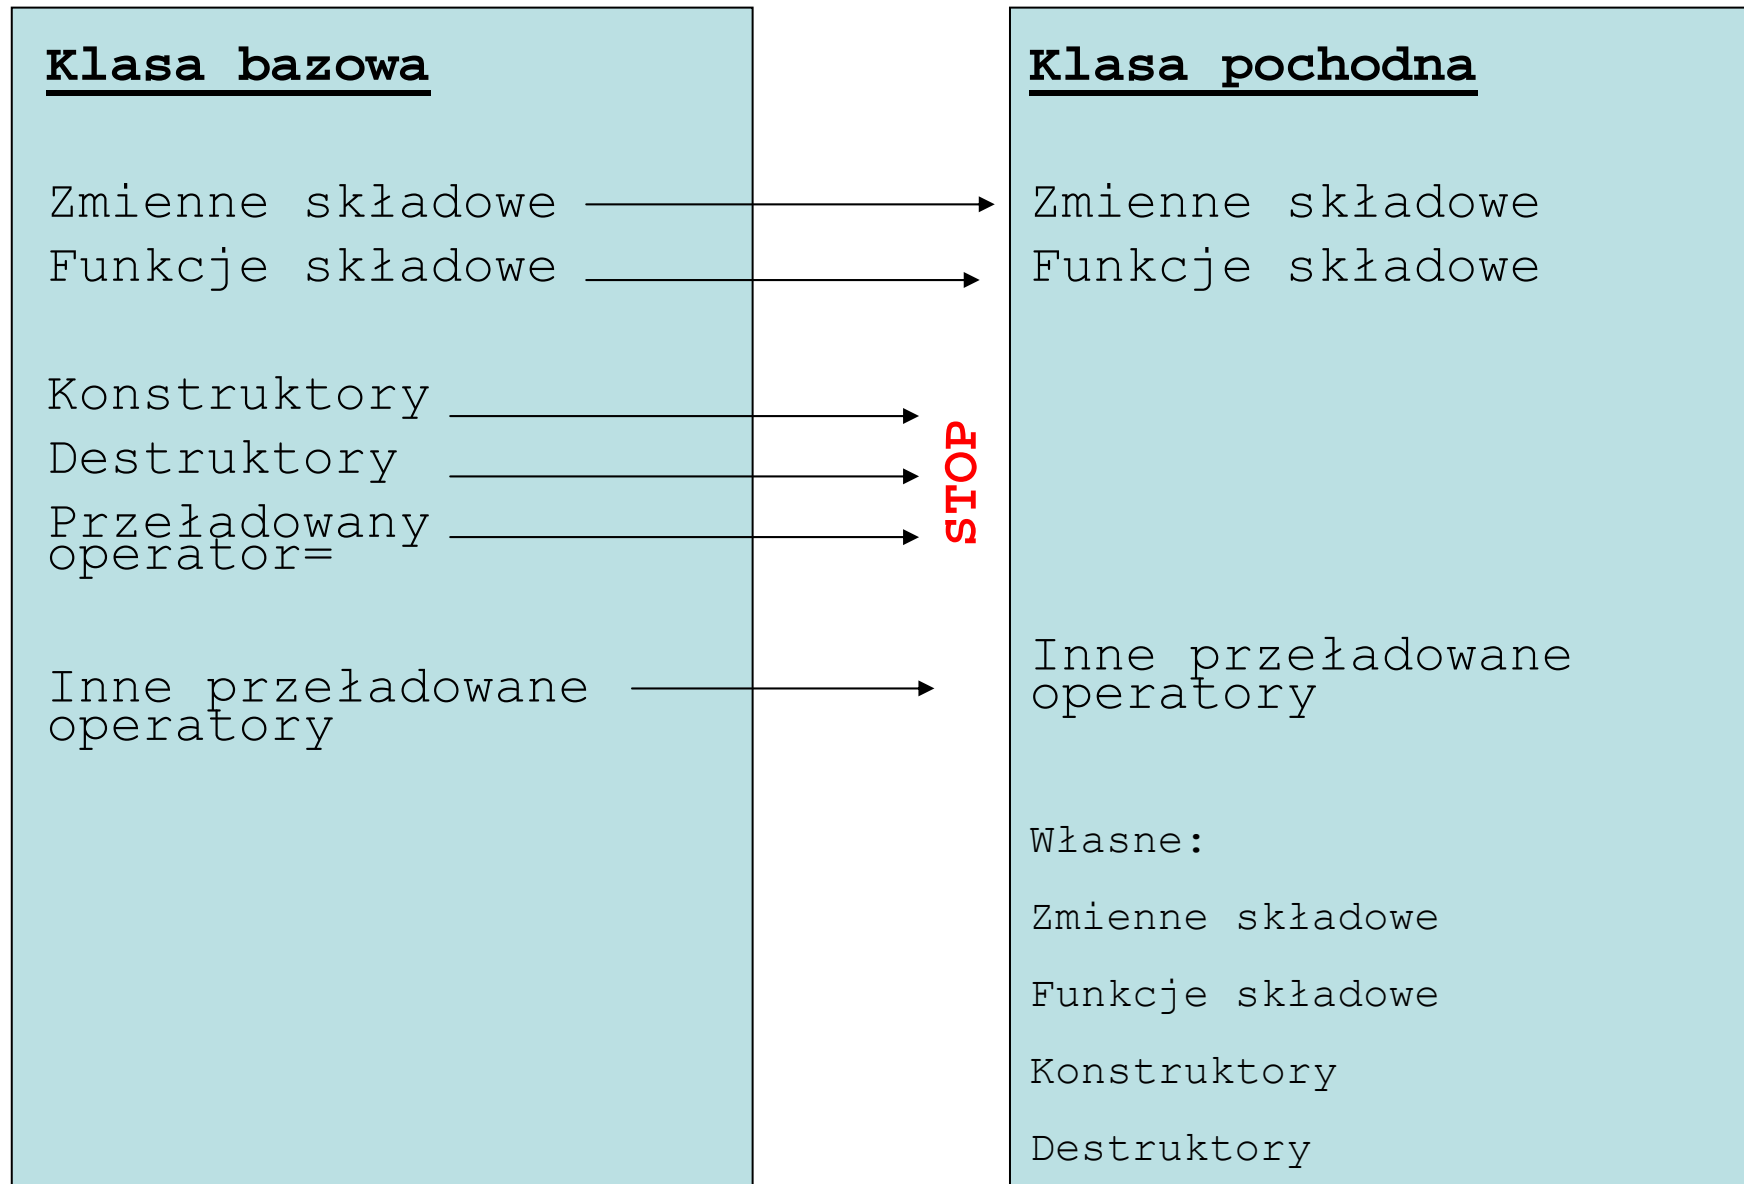 Klasa bazowa
Zmienne składowe
Funkcje składowe
Konstruktory
Destruktory
Przeładowany
operator=
Inne przeładowane
operatory
STOP
Klasa pochodna
Zmienne składowe
Funkcje składowe
Inne przeładowane
operatory
Własne:
Zmienne składowe
Funkcje składowe
Konstruktory
Destruktory